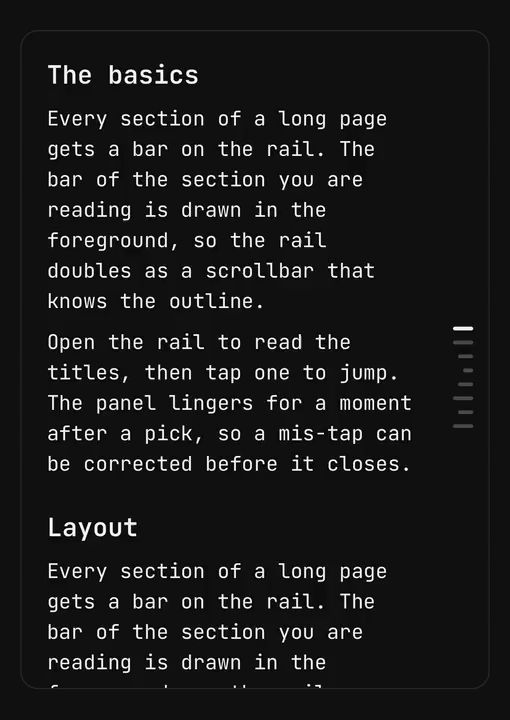 The basics
Every section of a long page
gets a bar on the rail. The
bar of the section you are
reading is drawn in the
foreground, so the rail
doubles as a scrollbar that
knows the outline.
Open the rail to read the
titles, then tap one to jump.
The panel lingers for a moment
after a pick, so a mis-tap can
be corrected before it closes.
Layout
Every section of a long page
gets a bar on the rail. The
bar of the section you are
reading is drawn in the